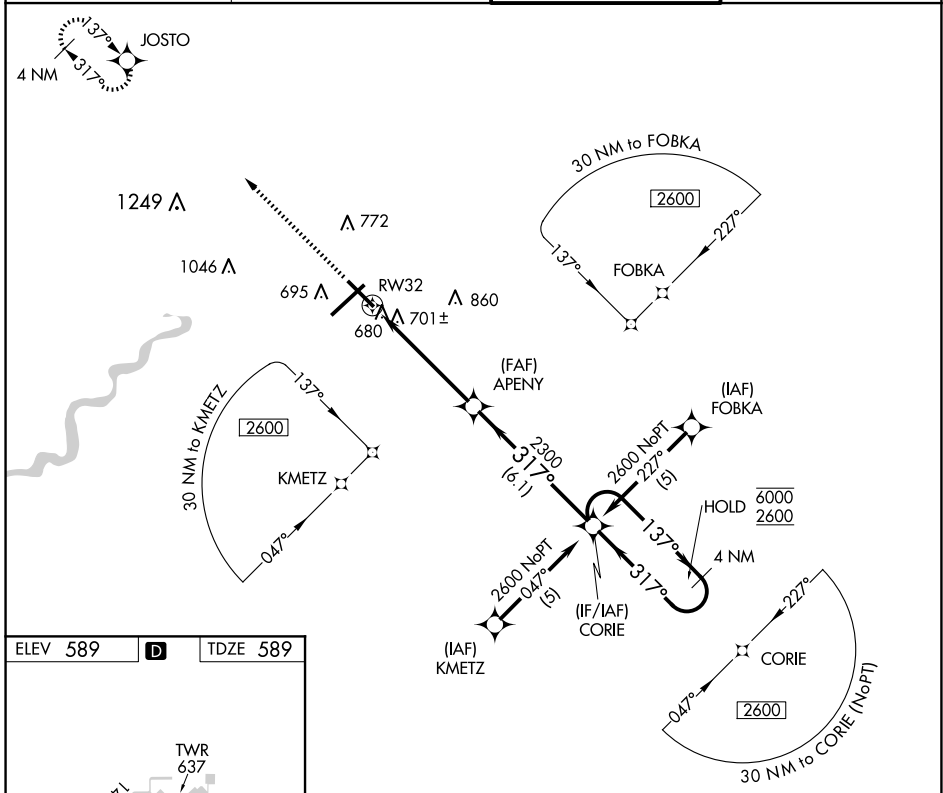 137°
JOSTO
4 NM
317°
30 NM to FOBKA
2600
227°
137°
FOBKA
1249
772
1046
695
RW32
860
680
701±
(FAF)
APENY
137°
2600
30 NM to KMETZ
KMETZ
047°
(IAF)
FOBKA
2600 NoPT
227°
(5)
2300
317°
(6.1)
HOLD
6000
2600
137°
4 NM
317°
2600 NoPT
047°
(5)
(IF/IAF)
CORIE
(IAF)
KMETZ
227°
CORIE
047°
2600
30 NM to CORIE (NoPT)
ELEV 589
D
TDZE 589
TWR
637